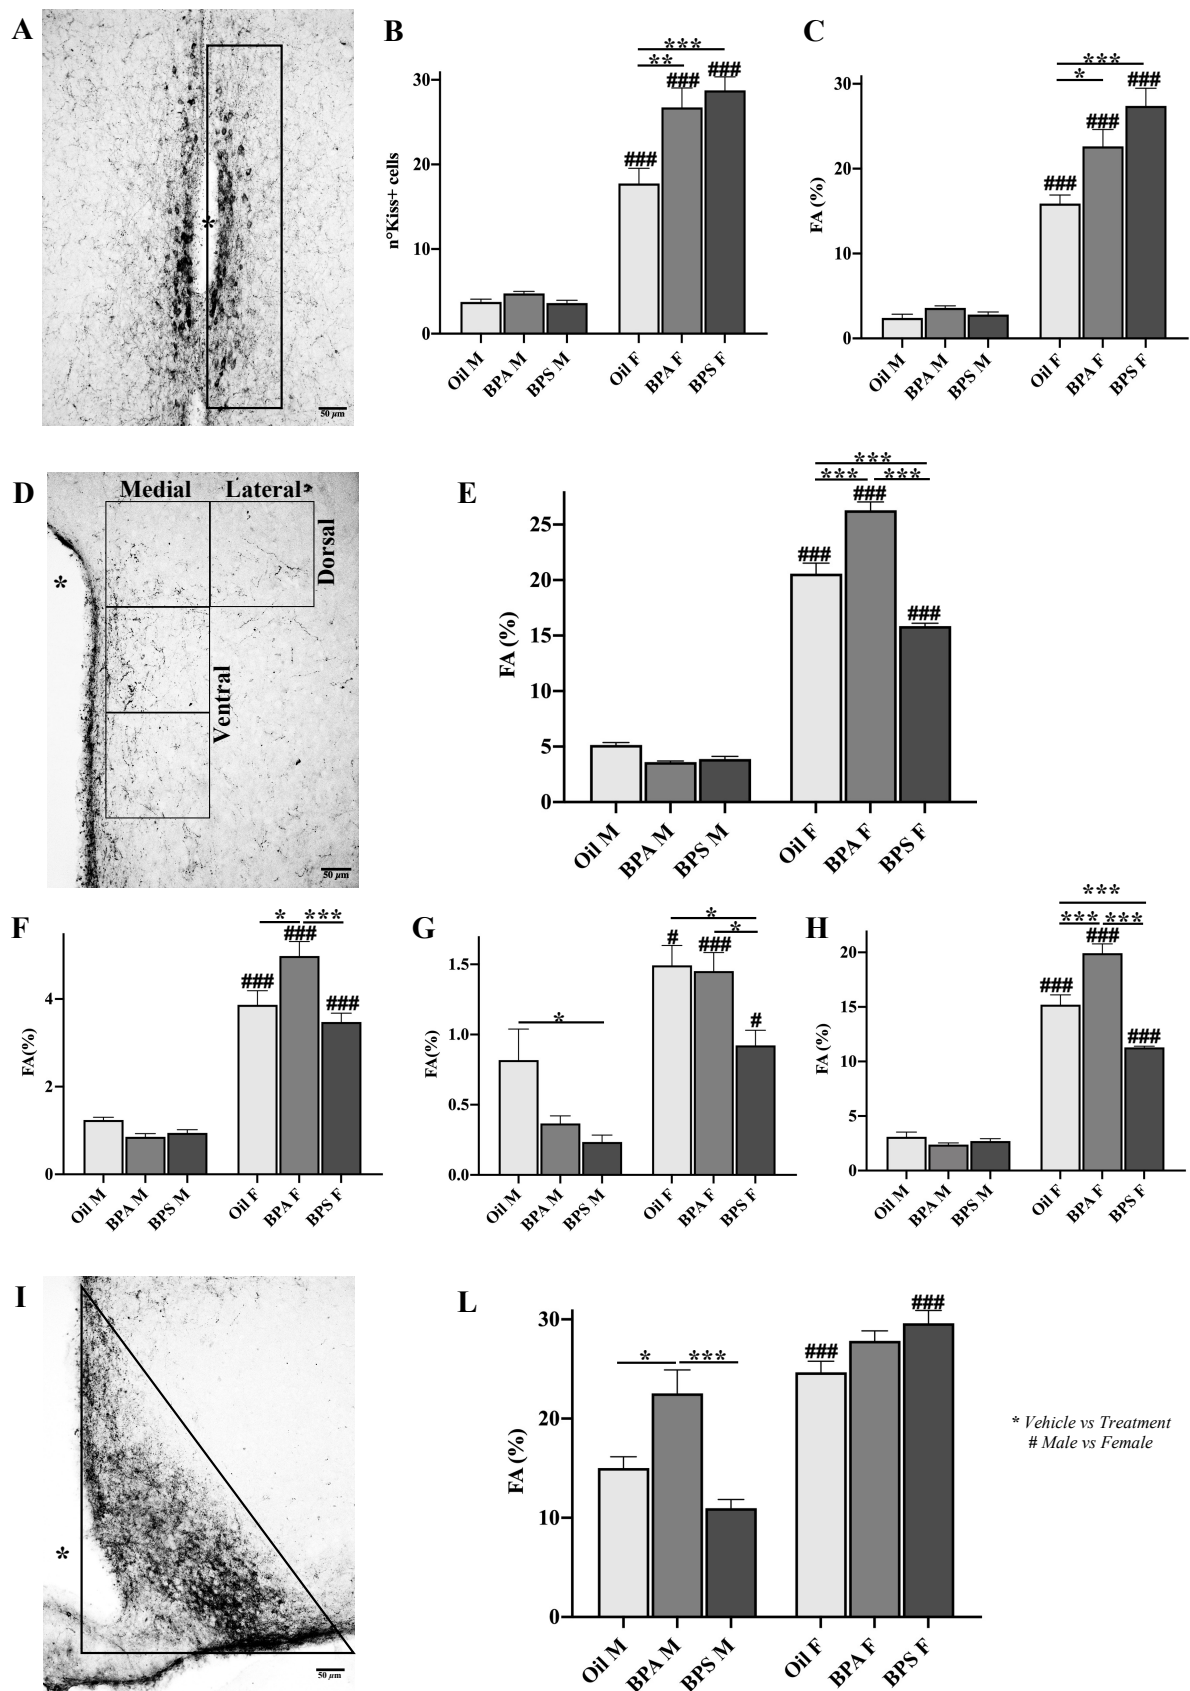 A
*
50 µm
B
n°Kiss+ cells
30
20
10
0
***
**
###
###
###
Oil M
BPA M
BPS M
Oil F
BPA F
BPS F
C
FA (%)
30
20
10
0
***
*
###
###
###
Oil M
BPA M
BPS M
Oil F
BPA F
BPS F
D
Medial
Lateral
Dorsal
Ventral
*
50 µm
E
FA (%)
25
20
15
10
5
0
***
*** ***
###
###
###
Oil M
BPA M
BPS M
Oil F
BPA F
BPS F
F
FA(%)
4
2
0
* ***
###
###
###
Oil M
BPA M
BPS M
Oil F
BPA F
BPS F
G
FA(%)
1.5
1.0
0.5
0.0
*
*
*
# ###
#
Oil M
BPA M
BPS M
Oil F
BPA F
BPS F
H
FA (%)
20
15
10
5
0
***
*** ***
###
###
###
Oil M
BPA M
BPS M
Oil F
BPA F
BPS F
I
*
50 µm
L
FA (%)
30
20
10
0
* ***
###
###
Oil M
BPA M
BPS M
Oil F
BPA F
BPS F
* Vehicle vs Treatment
# Male vs Female